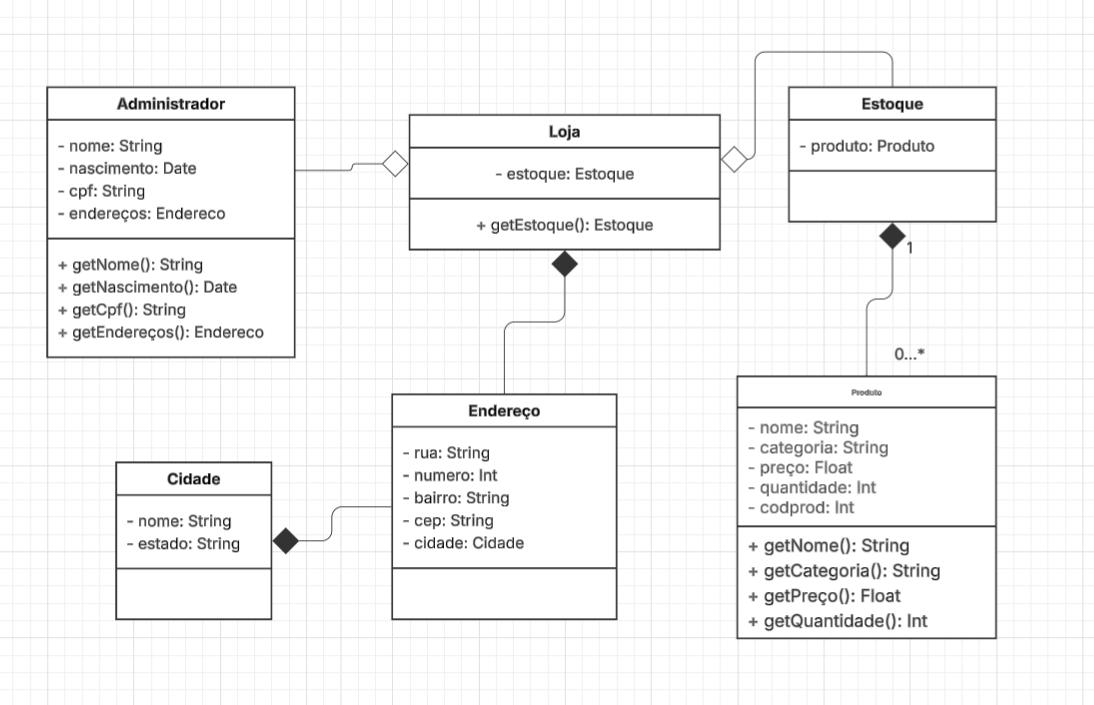 Administrador
- nome: String
- nascimento: Date
- cpf: String
- endereços: Endereco
+ getNome(): String
+ getNascimento(): Date
+ getCpf(): String
+ getEndereços(): Endereco
Loja
- estoque: Estoque
+ getEstoque(): Estoque
Estoque
- produto: Produto
1
0...*
Produto
- nome: String
- categoria: String
- preço: Float
- quantidade: Int
- codprod: Int
+ getNome(): String
+ getCategoria(): String
+ getPreço(): Float
+ getQuantidade(): Int
Endereço
- rua: String
- numero: Int
- bairro: String
- cep: String
- cidade: Cidade
Cidade
- nome: String
- estado: String